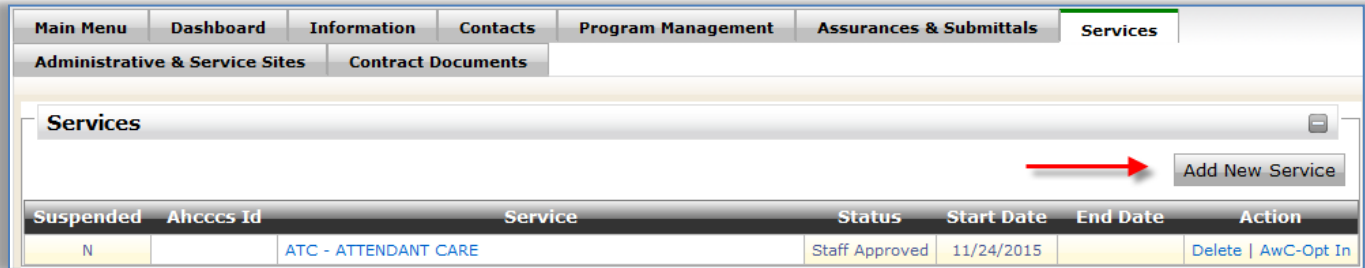 Main Menu Dashboard Information Contacts Program Management Assurances & Submittals Services
Administrative & Service Sites Contract Documents
Services
Add New Service
Suspended Ahcccs Id Service Status Start Date End Date Action
N ATC - ATTENDANT CARE Staff Approved 11/24/2015 Delete | AwC-Opt In